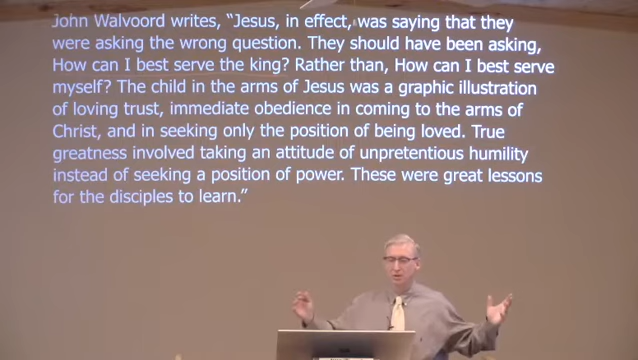 John Walvoord writes, “Jesus, in effect, was saying that they
were asking the wrong question. They should have been asking,
How can I best serve the king? Rather than, How can I best serve
myself? The child in the arms of Jesus was a graphic illustration
of loving trust, immediate obedience in coming to the arms of
Christ, and in seeking only the position of being loved. True
greatness involved taking an attitude of unpretentious humility
instead of seeking a position of power. These were great lessons
for the disciples to learn.”